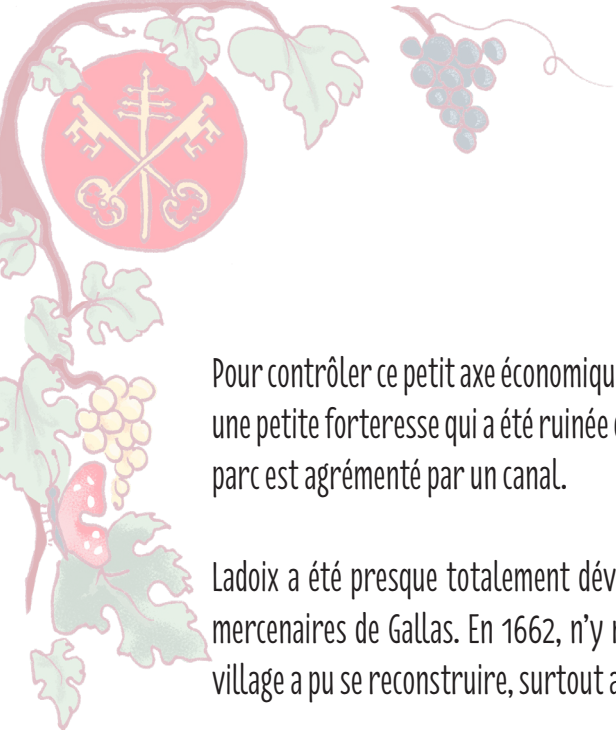 Pour contrôler ce petit axe économiqu
une petite forteresse qui a été ruinée
parc est agrémenté par un canal.
Ladoix a été presque totalement dév
mercenaires de Gallas. En 1662, n’y
village a pu se reconstruire, surtout a